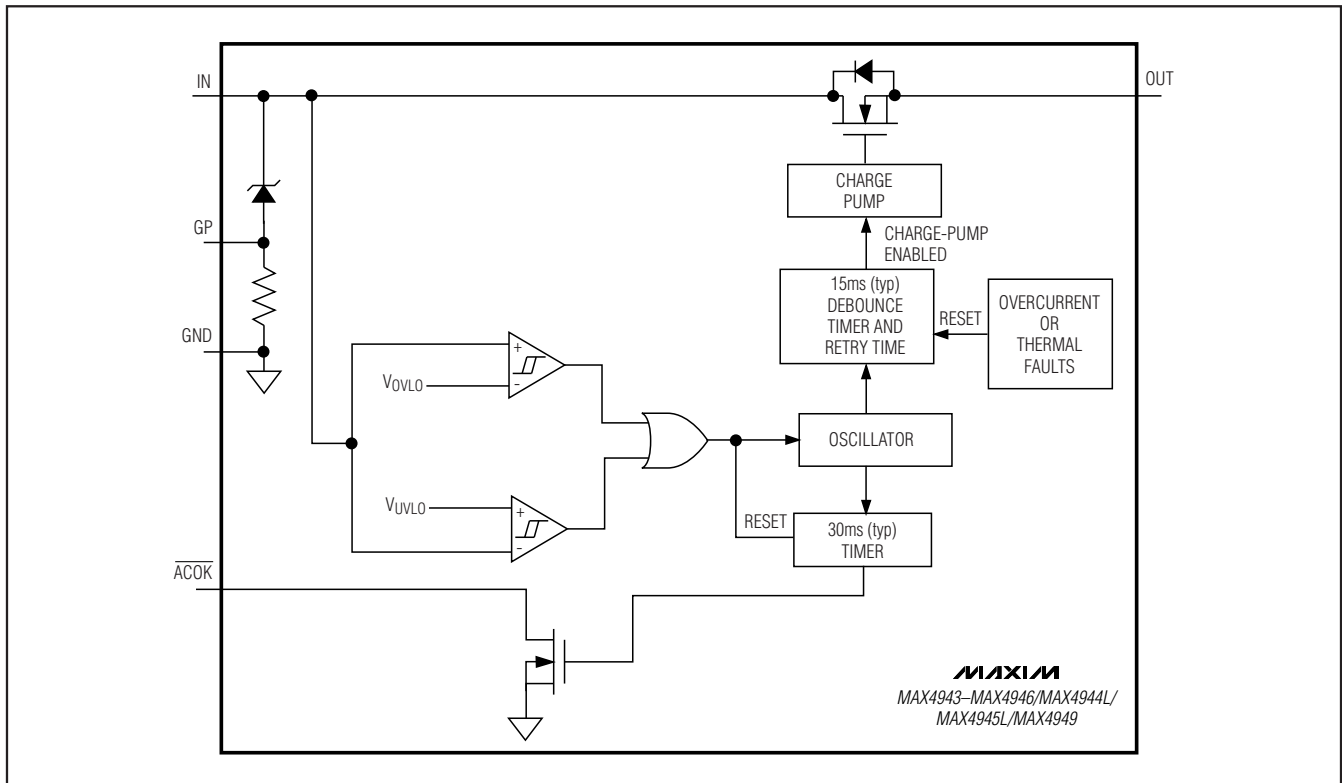 IN
OUT
CHARGE
PUMP
GP
CHARGE-PUMP
ENABLED
15ms (typ)
DEBOUNCE
TIMER AND
RETRY TIME
RESET
OVERCURRENT
OR
THERMAL
FAULTS
GND
+
VOVLO
-
OSCILLATOR
VUVLO
+
-
RESET
30ms (typ)
TIMER
ACOK
MAXIM
MAX4943–MAX4946/MAX4944L/
MAX4945L/MAX4949